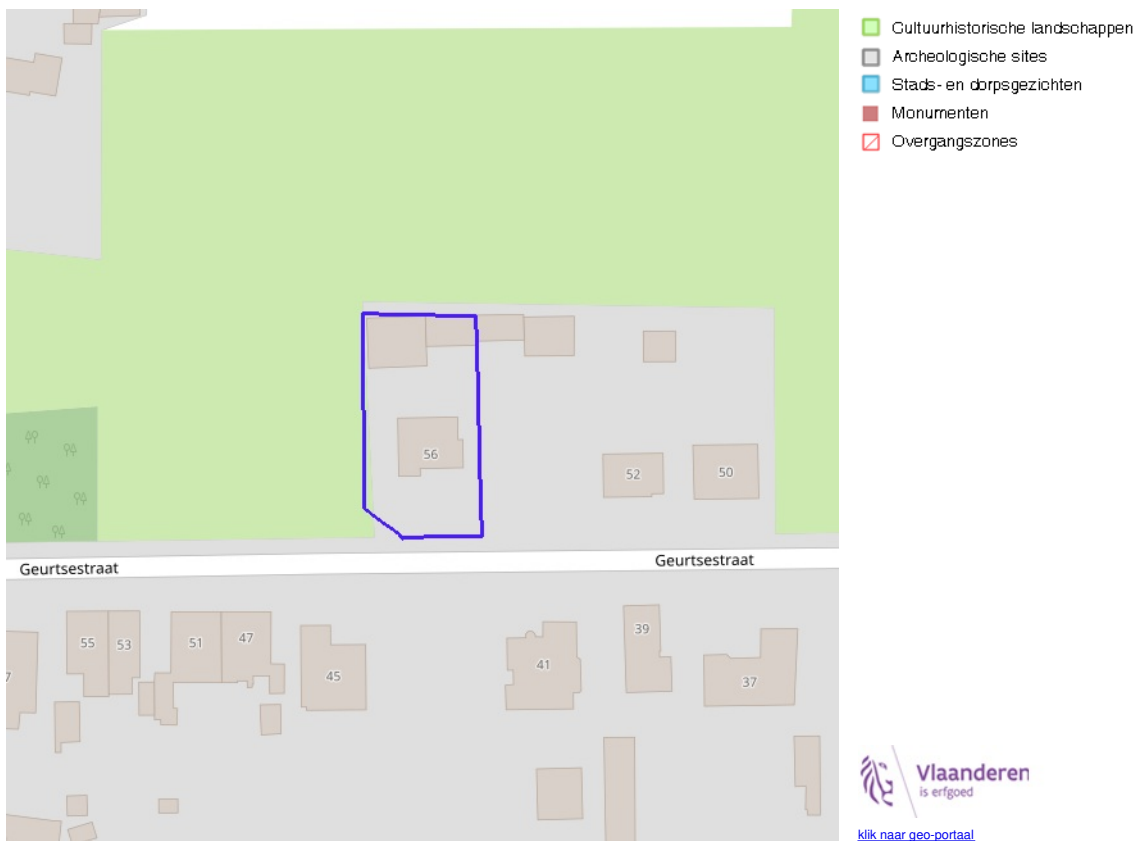 Cultuurhistorische landschappen
Archeologische sites
Stads- en dorpsgezichten
Monumenten
Overgangszones
56
52
50
Geurtsestraat
Geurtsestraat
55
53
51
47
45
41
39
37
7
Vlaanderen
is erfgoed
klik naar geo-portaal